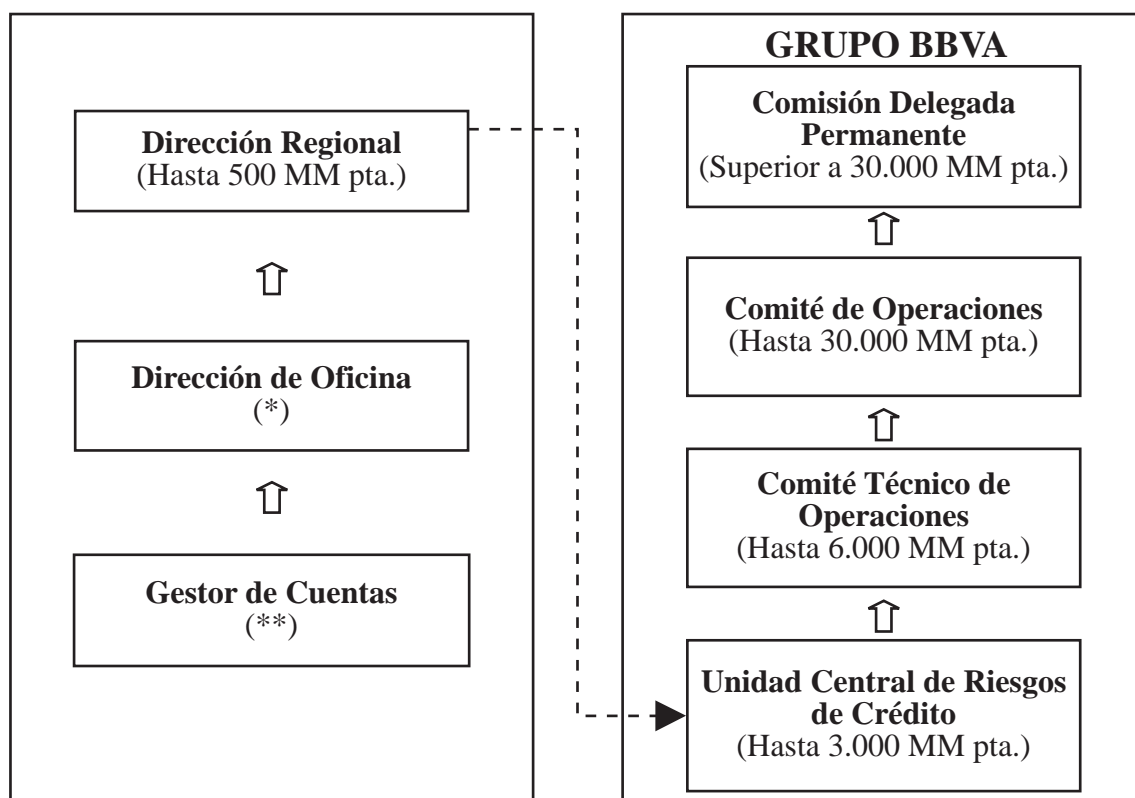 Dirección Regional
(Hasta 500 MM pta.)
Dirección de Oficina
(*)
Gestor de Cuentas
(**)
GRUPO BBVA
Comisión Delegada
Permanente
(Superior a 30.000 MM pta.)
Comité de Operaciones
(Hasta 30.000 MM pta.)
Comité Técnico de
Operaciones
(Hasta 6.000 MM pta.)
Unidad Central de Riesgos
de Crédito
(Hasta 3.000 MM pta.)